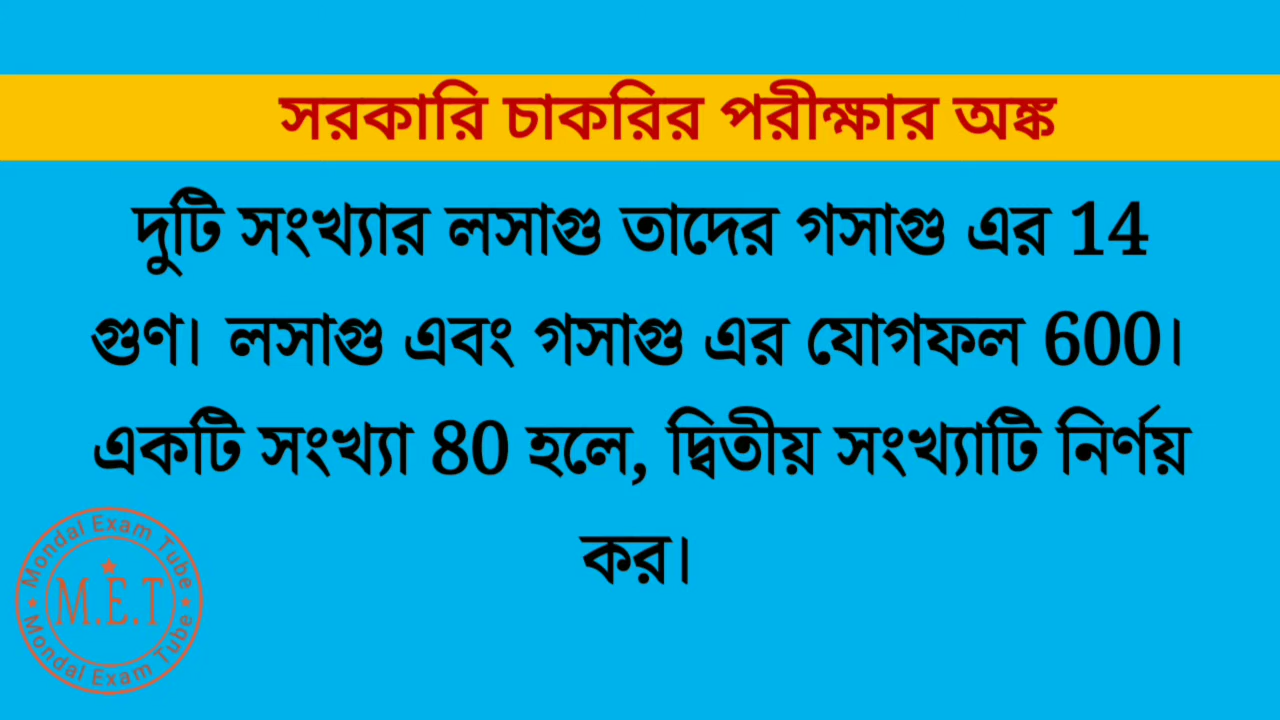 সরকারি চাকরির পরীক্ষার অঙ্ক
দুটি সংখ্যার লসাগু তাদের গসাগু এর 14
গুণ। লসাগু এবং গসাগু এর যোগফল 600।
একটি সংখ্যা 80 হলে, দ্বিতীয় সংখ্যাটি নির্ণয়
কর।
Mondal Exam Tube
M.E.T
Mondal Exam Tube